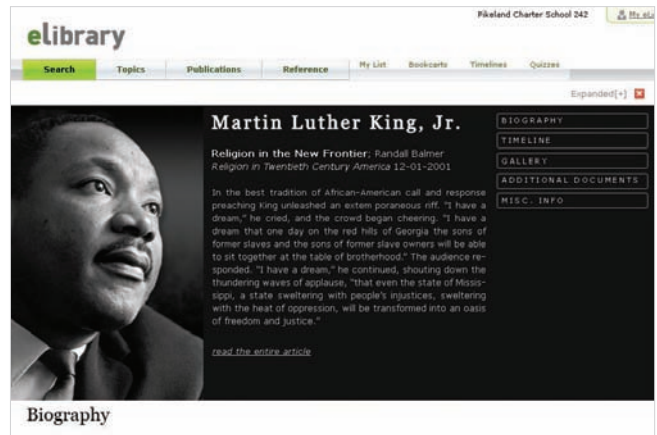 Pikeland Charter School 242
My eLi
elibrary
Search Topics Publications Reference My List Bookcarts Timelines Quizzes
Expanded[+]
Martin Luther King, Jr.
Religion in the New Frontier; Randall Balmer
Religion in Twentieth Century America 12-01-2001
In the best tradition of African-American call and response
preaching King unleashed an extem poraneous riff. "I have a
dream," he cried, and the crowd began cheering. "I have a
dream that one day on the red hills of Georgia the sons of
former slaves and the sons of former slave owners will be able
to sit together at the table of brotherhood." The audience re-
sponded. "I have a dream," he continued, shouting down the
thundering waves of applause, "that even the state of Missis-
sippi, a state sweltering with people's injustices, sweltering
with the heat of oppression, will be transformed into an oasis
of freedom and justice."
read the entire article
BIOGRAPHY
TIMELINE
GALLERY
ADDITIONAL DOCUMENTS
MISC. INFO
Biography